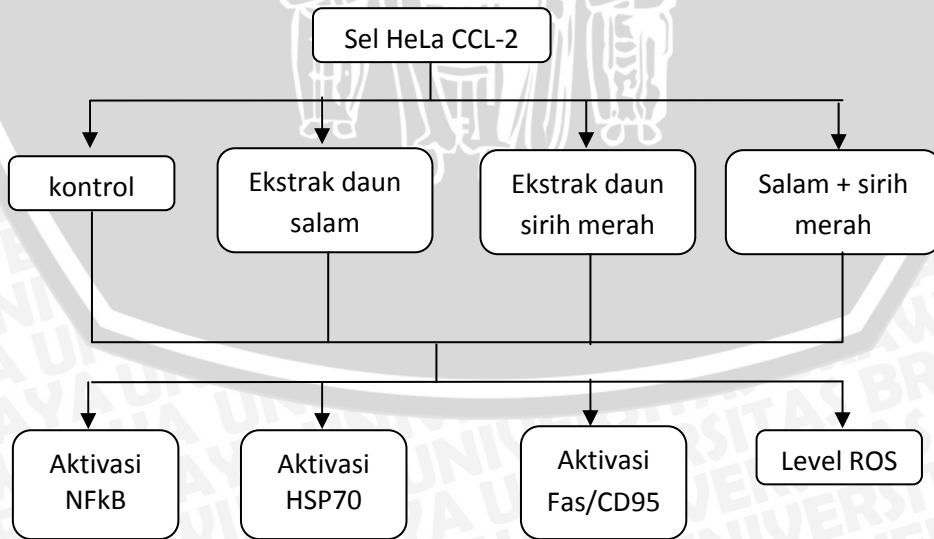 Sel HeLa CCL-2
kontrol
Ekstrak daun
salam
Ekstrak daun
sirih merah
Salam + sirih
merah
Aktivasi
NFkB
Aktivasi
HSP70
Aktivasi
Fas/CD95
Level ROS